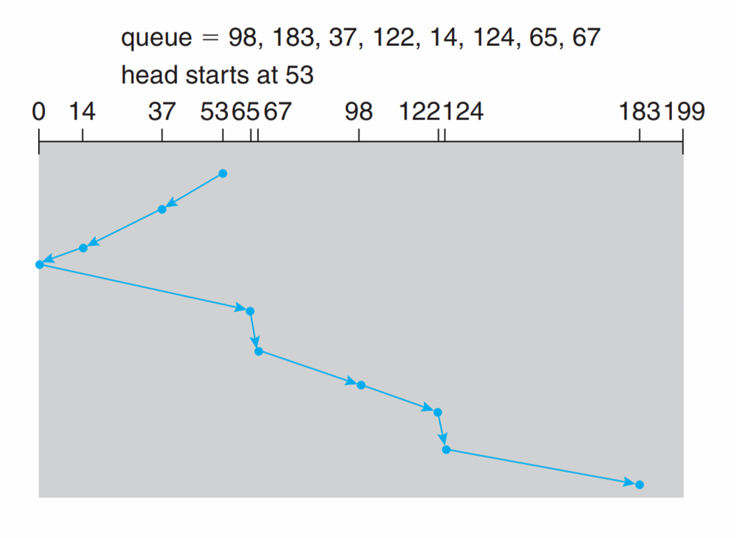 queue = 98, 183, 37, 122, 14, 124, 65, 67
head starts at 53
0 14 37 53 65 67 98 122 124 183 199